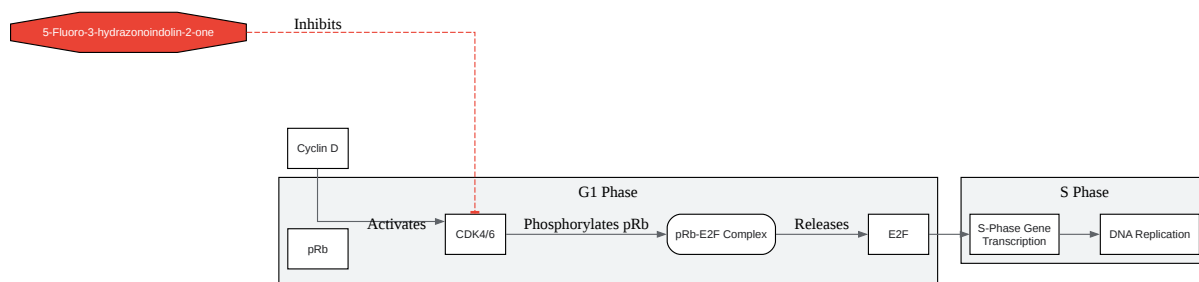 5-Fluoro-3-hydrazonoindolin-2-one
Inhibits
Cyclin D
G1 Phase
S Phase
Activates
CDK4/6
Phosphorylates pRb
pRb-E2F Complex
Releases
E2F
S-Phase Gene
Transcription
DNA Replication
pRb